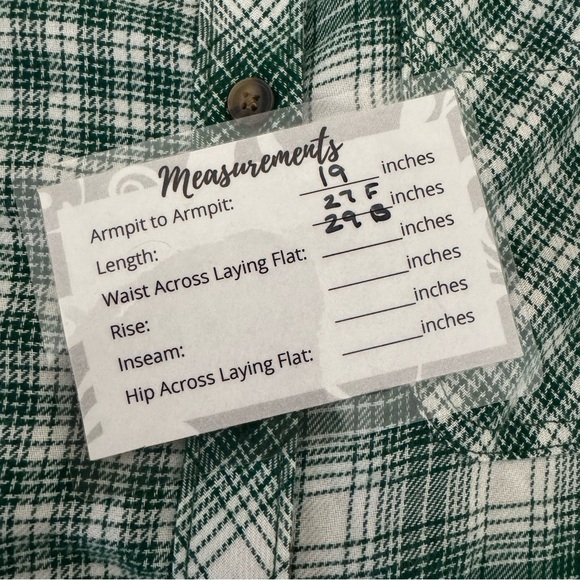 Measurements
Armpit to Armpit: 19 inches
Length: 27 F inches
29 B
Waist Across Laying Flat: inches
Rise: inches
Inseam: inches
Hip Across Laying Flat: inches